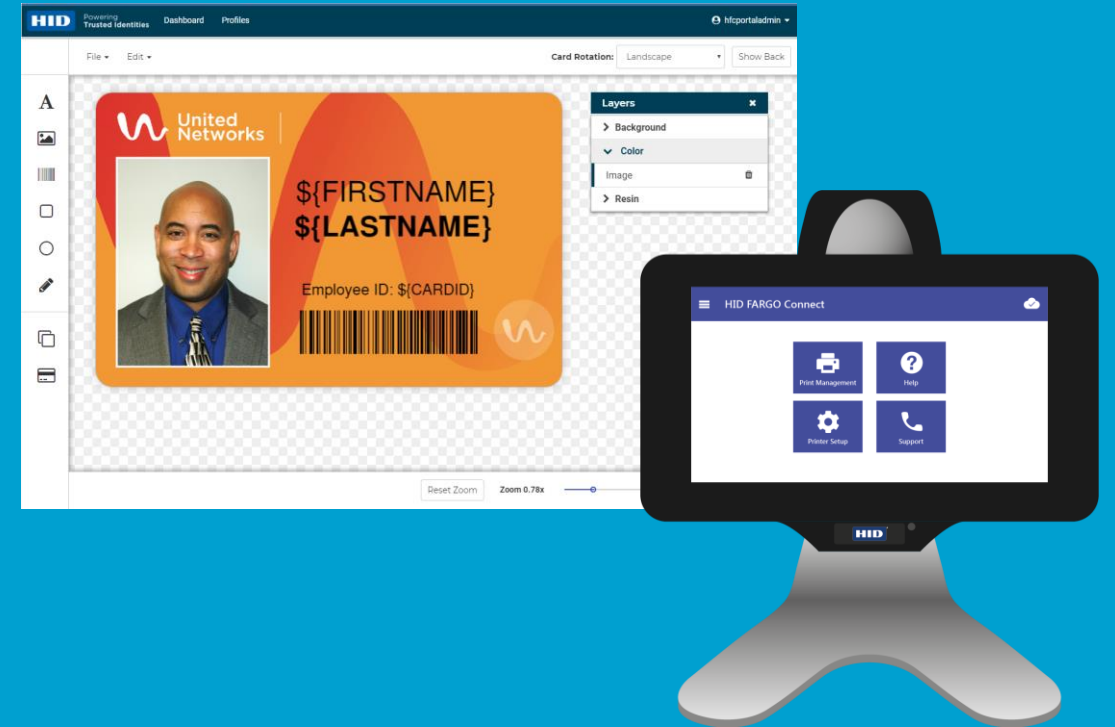 HID
Powering
Trusted Identities
Dashboard Profiles
hfcportaladmin
File Edit
Card Rotation: Landscape Show Back
A
United
Networks
${FIRSTNAME}
${LASTNAME}
Employee ID: ${CARDID}
Layers
Background
Color
Image
Resin
Reset Zoom Zoom 0.78x
HID FARGO Connect
Print Management Help
Printer Setup Support
HID